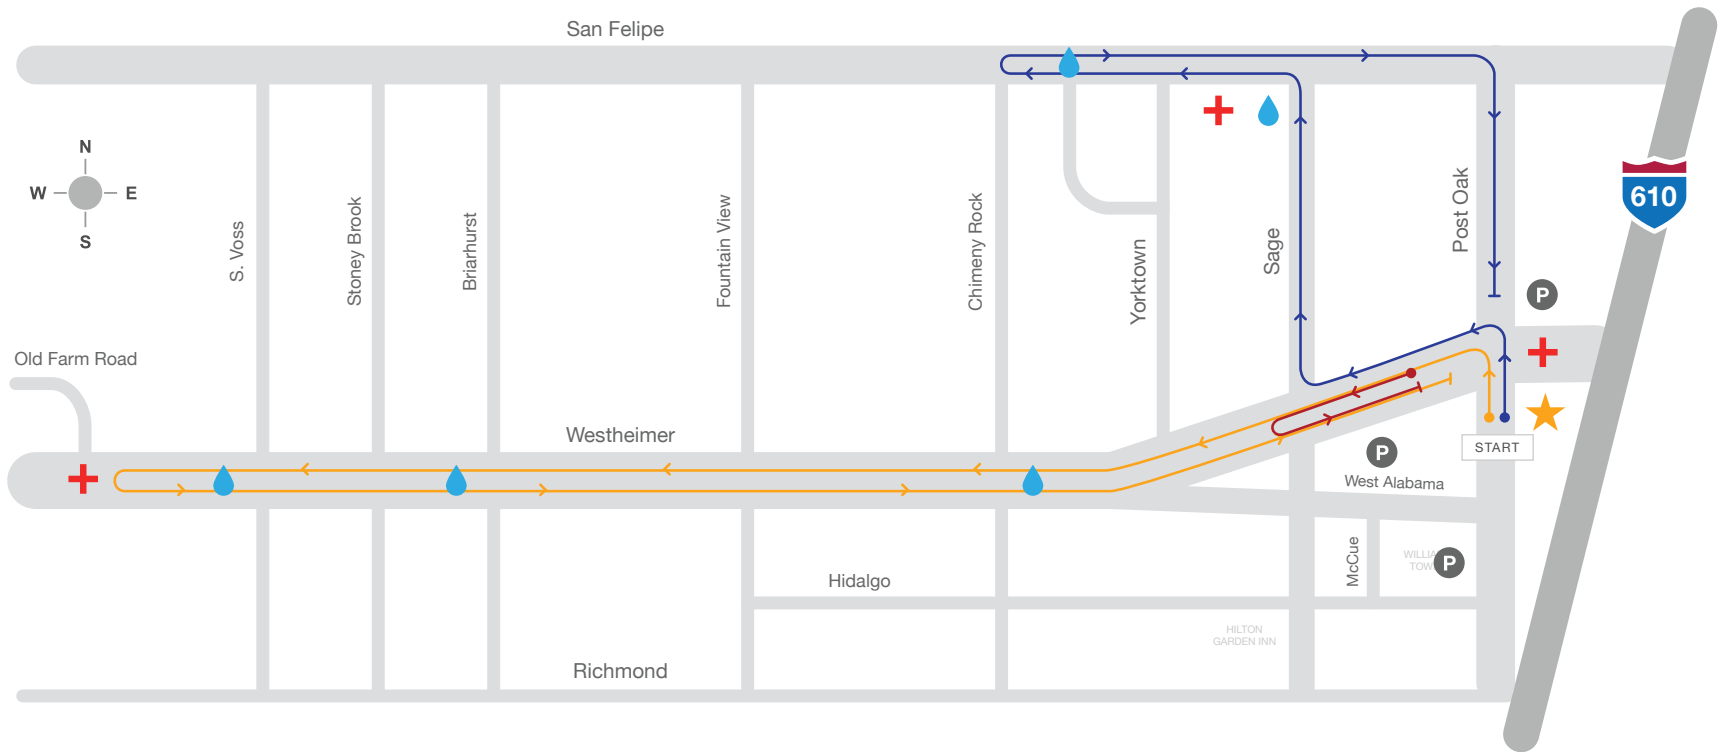 San Felipe
N
W
E
S
610
S. Voss
Stoney Brook
Briarhurst
Fountain View
Chimeny Rock
Yorktown
Sage
Post Oak
P
Old Farm Road
Westheimer
START
P
West Alabama
McCue
P
Hidalgo
HILTON
GARDEN INN
Richmond